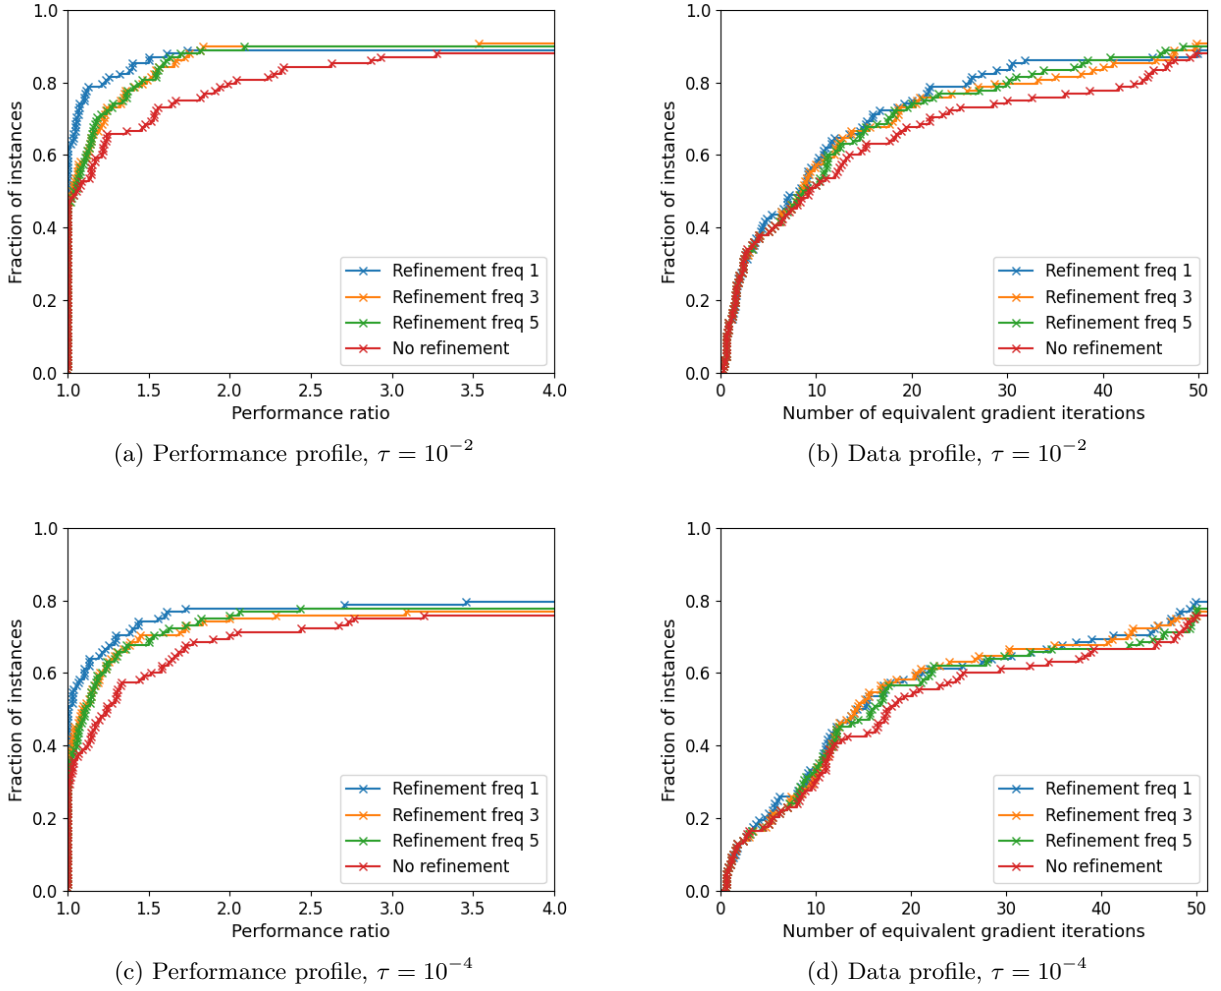 1.0
0.8
0.6
0.4
0.2
0.0
Fraction of instances
Refinement freq 1
Refinement freq 3
Refinement freq 5
No refinement
1.0 1.5 2.0 2.5 3.0 3.5 4.0
Performance ratio
(a) Performance profile, τ = 10⁻²
1.0
0.8
0.6
0.4
0.2
0.0
Fraction of instances
Refinement freq 1
Refinement freq 3
Refinement freq 5
No refinement
0 10 20 30 40 50
Number of equivalent gradient iterations
(b) Data profile, τ = 10⁻²
1.0
0.8
0.6
0.4
0.2
0.0
Fraction of instances
Refinement freq 1
Refinement freq 3
Refinement freq 5
No refinement
1.0 1.5 2.0 2.5 3.0 3.5 4.0
Performance ratio
(c) Performance profile, τ = 10⁻⁴
1.0
0.8
0.6
0.4
0.2
0.0
Fraction of instances
Refinement freq 1
Refinement freq 3
Refinement freq 5
No refinement
0 10 20 30 40 50
Number of equivalent gradient iterations
(d) Data profile, τ = 10⁻⁴